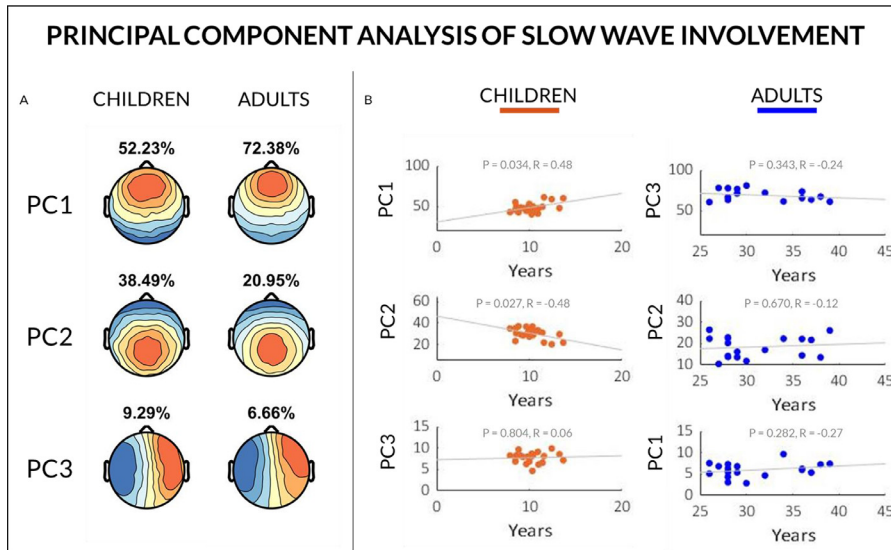 PRINCIPAL COMPONENT ANALYSIS OF SLOW WAVE INVOLVEMENT
A
CHILDREN
ADULTS
52.23%
72.38%
PC1
38.49%
20.95%
PC2
9.29%
6.66%
PC3
B
CHILDREN
ADULTS
P = 0.034, R = 0.48
PC1
100
50
0
10
20
Years
P = 0.343, R = -0.24
PC3
100
50
25
30
35
40
45
Years
P = 0.027, R = -0.48
PC2
60
40
20
0
10
20
Years
P = 0.670, R = -0.12
PC2
40
30
20
10
25
30
35
40
45
Years
P = 0.804, R = 0.06
PC3
15
10
5
0
0
10
20
Years
P = 0.282, R = -0.27
PC1
15
10
5
0
25
30
35
40
45
Years